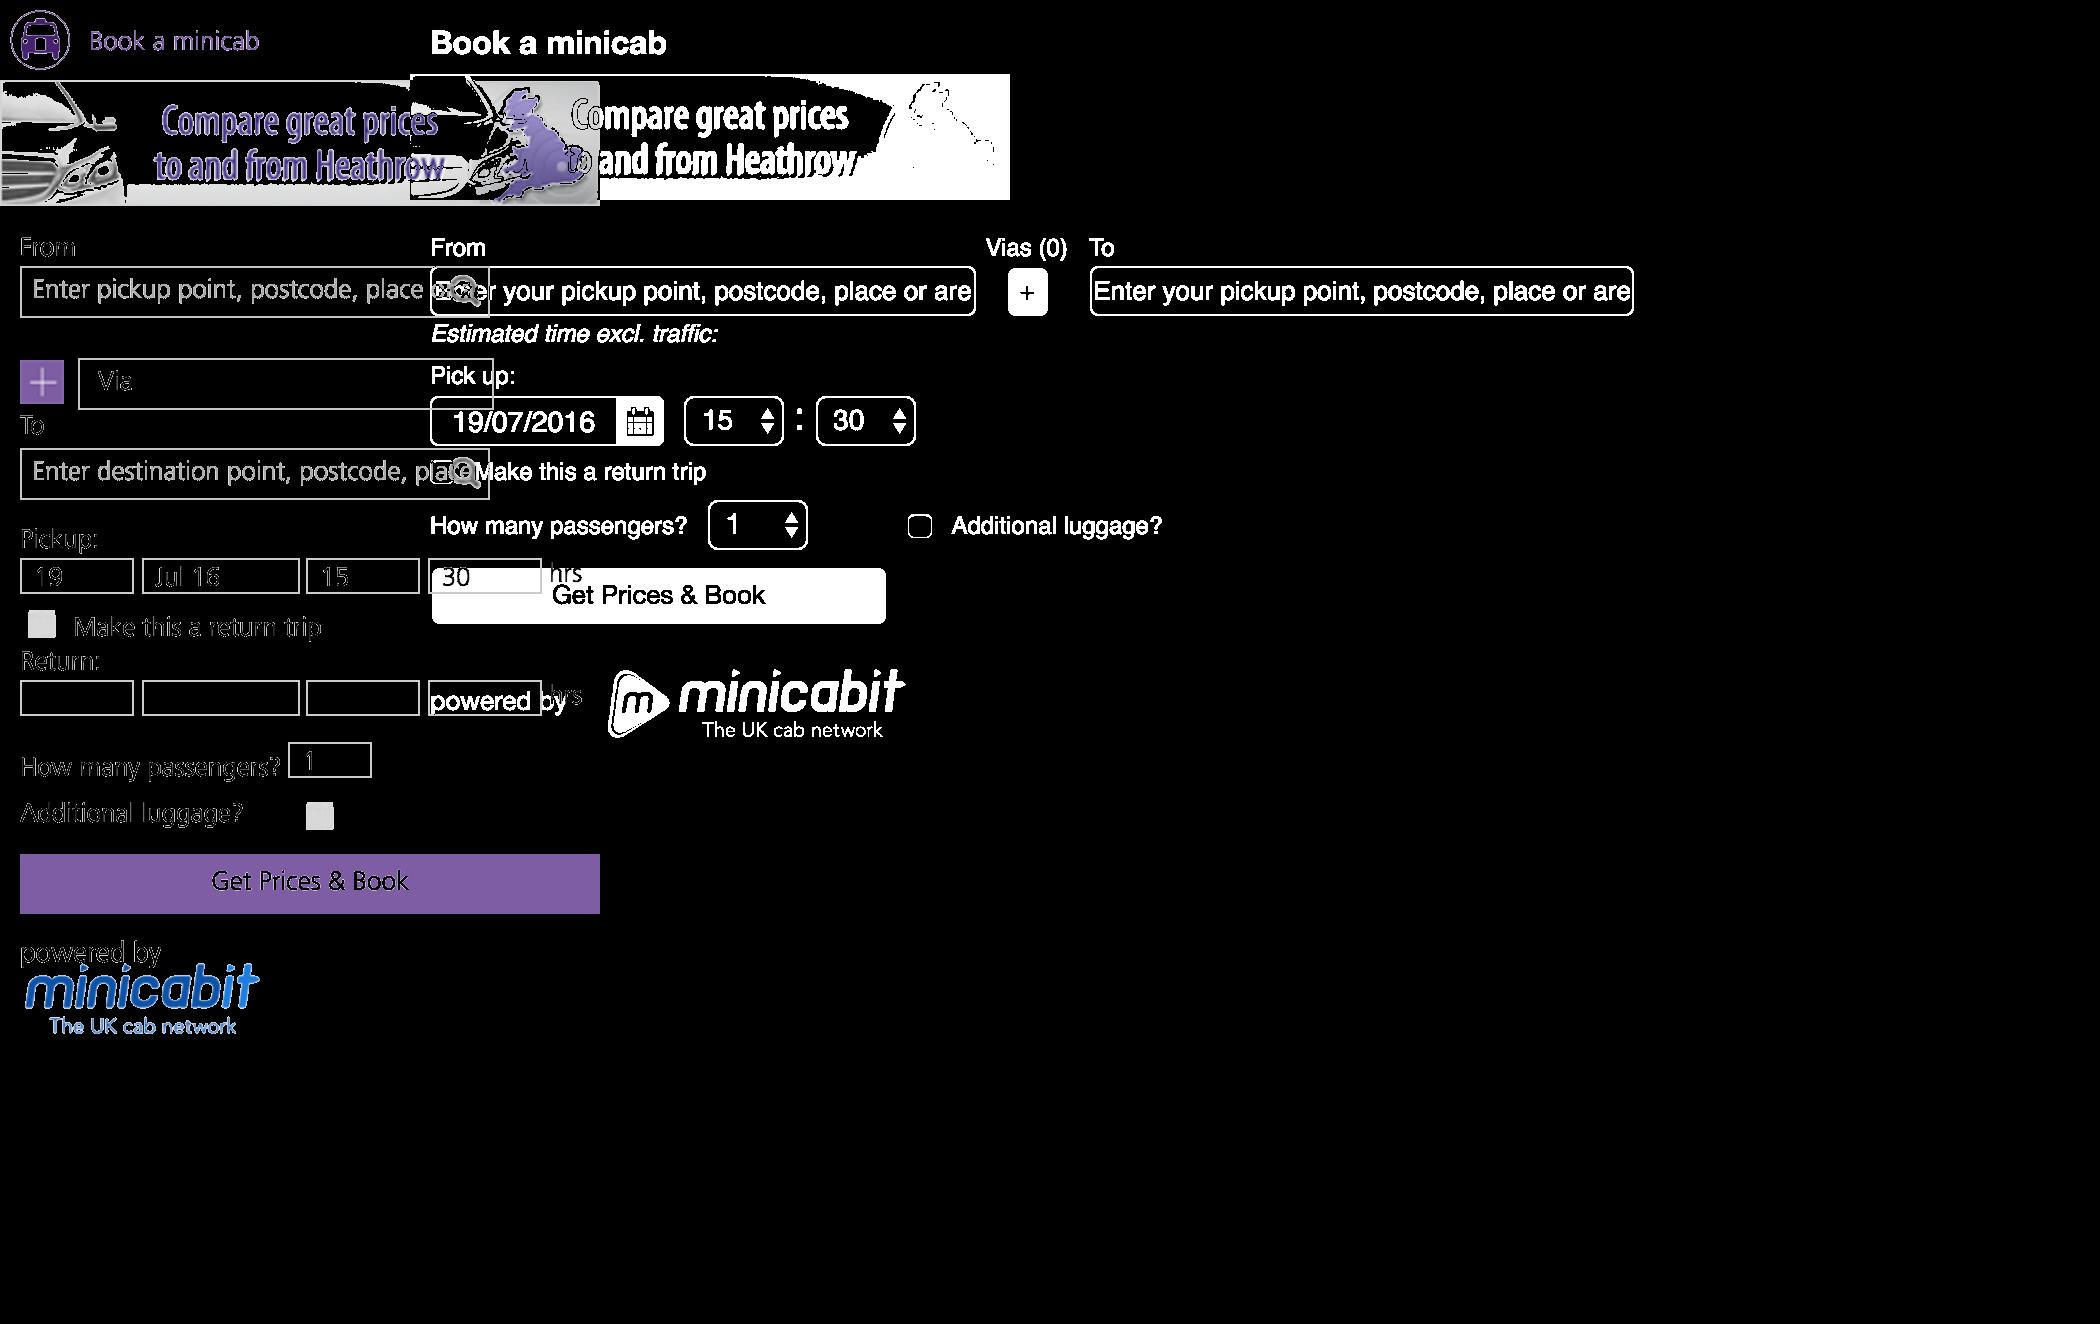 Book a minicab
Book a minicab
Compare great prices
to and from Heathrow
Compare great prices
to and from Heathrow
From
Enter pickup point, postcode, place
From
your pickup point, postcode, place or are
Vias (0)
+
To
Enter your pickup point, postcode, place or are
Estimated time excl. traffic:
Via
Pick up:
19/07/2016
15 : 30
To
Enter destination point, postcode, place
Make this a return trip
How many passengers? 1
Additional luggage?
Pickup:
19
Jul 16
15
30
hrs
Get Prices & Book
Make this a return trip
Return:
hrs
powered by
m minicabit
The UK cab network
How many passengers? 1
Additional luggage?
Get Prices & Book
powered by
minicabit
The UK cab network